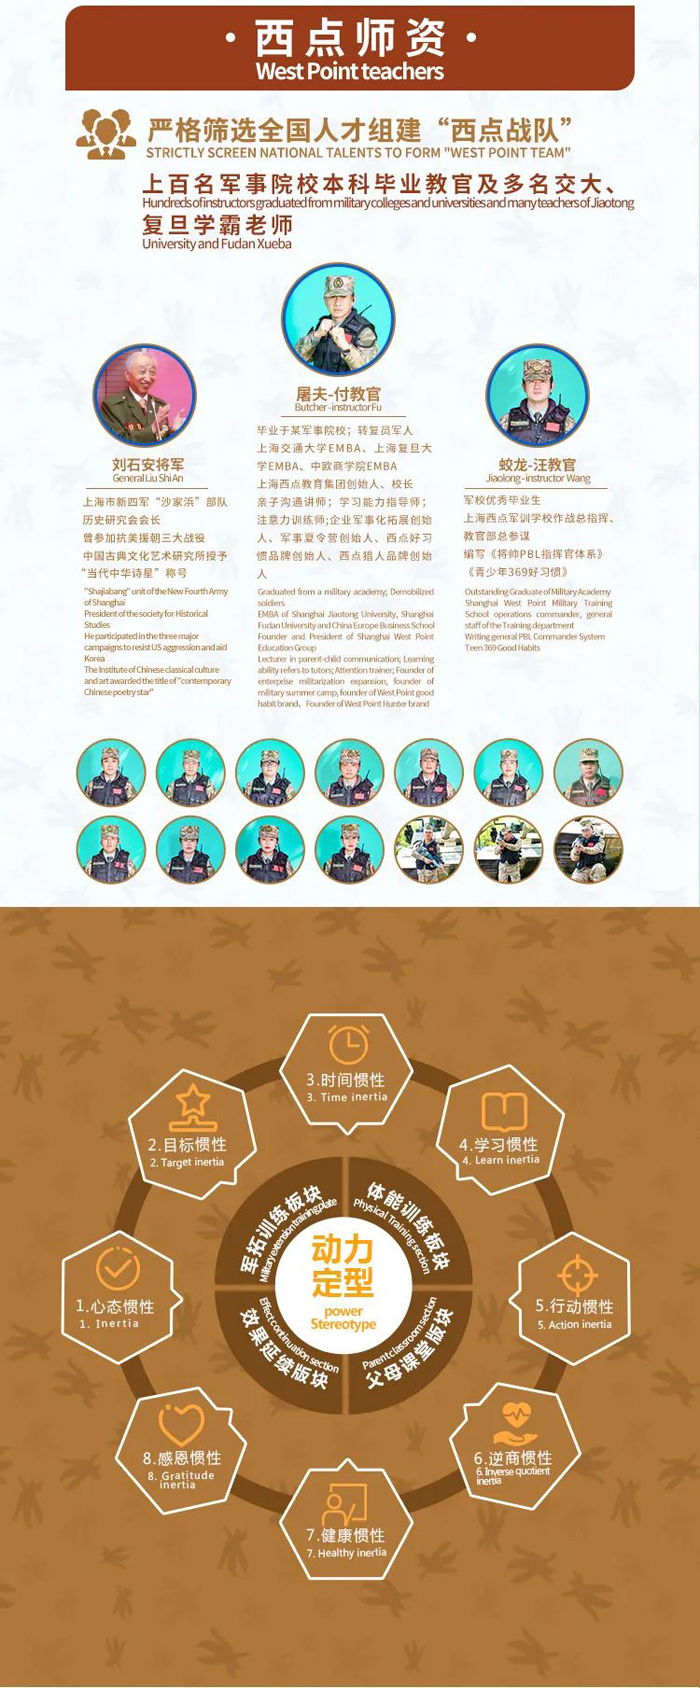 ·西点师资·
West Point teachers
严格筛选全国人才组建“西点战队”
STRICTLY SCREEN NATIONAL TALENTS TO FORM "WEST POINT TEAM"
上百名军事院校本科毕业教官及多名交大、
Hundreds of instructors graduated from military colleges and universities and many teachers of Jiaotong
复旦学霸老师
University and Fudan Xueba
屠夫-付教官
Butcher-instructor Fu
毕业于某军事院校；转复员军人
上海交通大学EMBA、上海复旦大
学EMBA、中欧商学院EMBA
上海西点教育集团创始人、校长
亲子沟通讲师；学习能力指导师；
注意力训练师;企业军事化拓展创始
人、军事夏令营创始人、西点好习
惯品牌创始人、西点猎人品牌创始
人
Graduated from a military academy; Demobilized
soldiers
EMBA of Shanghai Jiaotong University, Shanghai
Fudan University and China Europe Business School
Founder and President of Shanghai West Point
Education Group
Lecturer in parent-child communication; Learning
ability refers to tutors; Attention trainer; Founder of
enterprise militarization expansion, founder of
military summer camp, founder of West Point good
habit brand、Founder of West Point Hunter brand
刘石安将军
General Liu Shi An
上海市新四军“沙家浜”部队
历史研究会会长
曾参加抗美援朝三大战役
中国古典文化艺术研究所授予
“当代中华诗星”称号
"Shajiabang" unit of the New Fourth Army
of Shanghai
President of the society for Historical
Studies
He participated in the three major
campaigns to resist US aggression and aid
Korea
The Institute of Chinese classical culture
and art awarded the title of "contemporary
Chinese poetry star"
蛟龙-汪教官
Jiaolong-instructor Wang
军校优秀毕业生
上海西点军训学校作战总指挥、
教官部总参谋
编写《将帅PBL指挥官体系》
《青少年369好习惯》
Outstanding Graduate of Military Academy
Shanghai West Point Military Training
School operations commander, general
staff of the Training department
Writing general PBL Commander System
Teen 369 Good Habits
3.时间惯性
3. Time inertia
2.目标惯性
2. Target inertia
4.学习惯性
4. Learn inertia
军拓训练板块
Military extension training plate
体能训练板块
Physical Training section
动力
定型
power
Stereotype
1.心态惯性
1. Inertia
5.行动惯性
5. Action inertia
Effect continuation section
效果延续版块
Parent classroom section
父母课堂版块
8.感恩惯性
8. Gratitude
inertia
6.逆商惯性
6. Inverse quotient
inertia
7.健康惯性
7. Healthy inertia